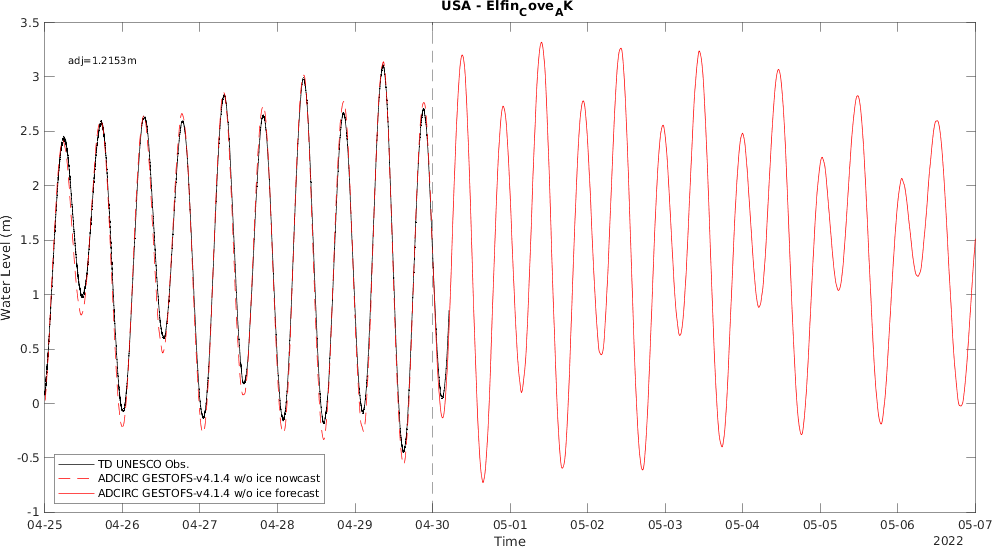 USA - Elfin_Cove_AK
3.5
adj=1.2153m
3
2.5
2
1.5
1
0.5
0
-0.5
-1
Water Level (m)
TD UNESCO Obs.
ADCIRC GESTOFS-v4.1.4 w/o ice nowcast
ADCIRC GESTOFS-v4.1.4 w/o ice forecast
04-25 04-26 04-27 04-28 04-29 04-30 05-01 05-02 05-03 05-04 05-05 05-06 05-07
Time
2022